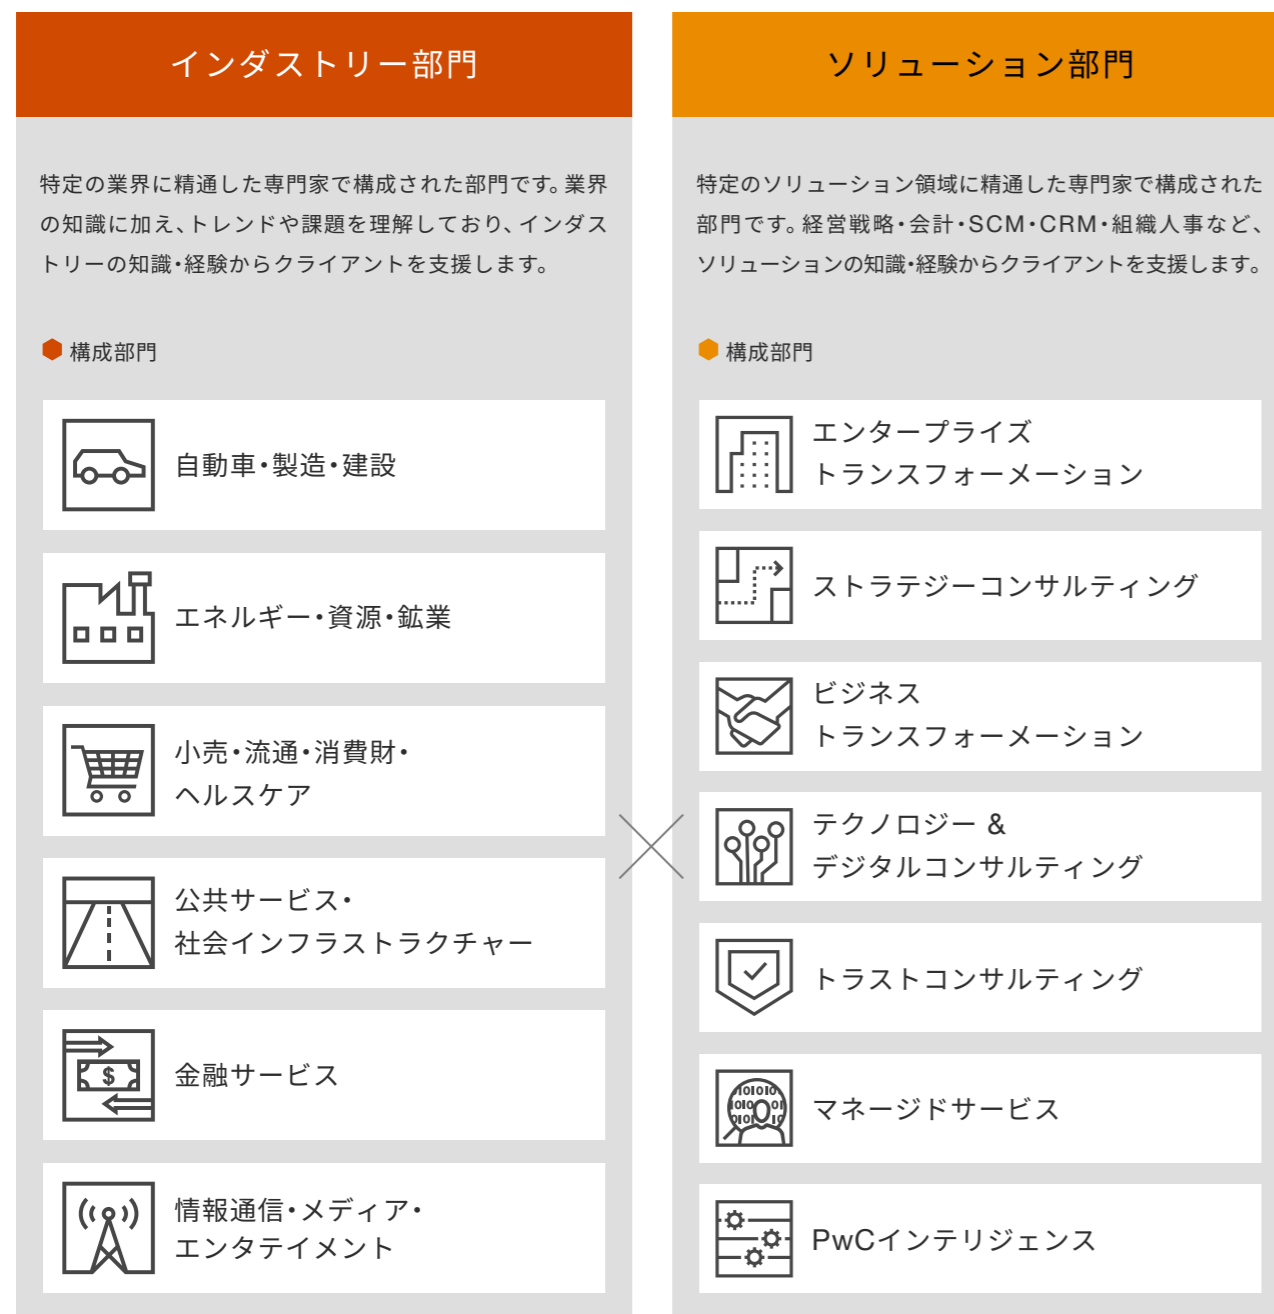 インダストリー部門
特定の業界に精通した専門家で構成された部門です。業界
の知識に加え、トレンドや課題を理解しており、インダス
トリーの知識・経験からクライアントを支援します。
構成部門
自動車・製造・建設
エネルギー・資源・鉱業
小売・流通・消費財・
ヘルスケア
公共サービス・
社会インフラストラクチャー
金融サービス
情報通信・メディア・
エンタテイメント
ソリューション部門
特定のソリューション領域に精通した専門家で構成された
部門です。経営戦略・会計・SCM・CRM・組織人事など、
ソリューションの知識・経験からクライアントを支援します。
構成部門
エンタープライズ
トランスフォーメーション
ストラテジーコンサルティング
ビジネス
トランスフォーメーション
テクノロジー &
デジタルコンサルティング
トラストコンサルティング
マネージドサービス
PwCインテリジェンス